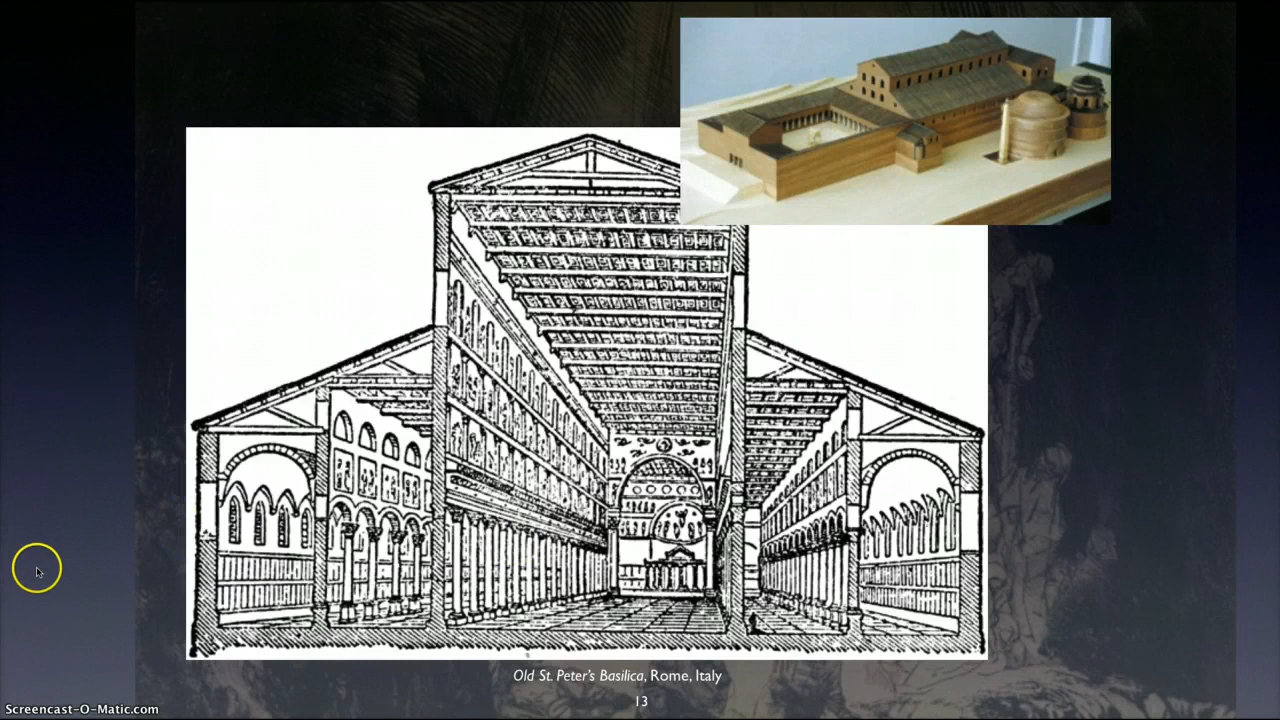 Old St. Peter's Basilica, Rome, Italy
13
Screencast-O-Matic.com